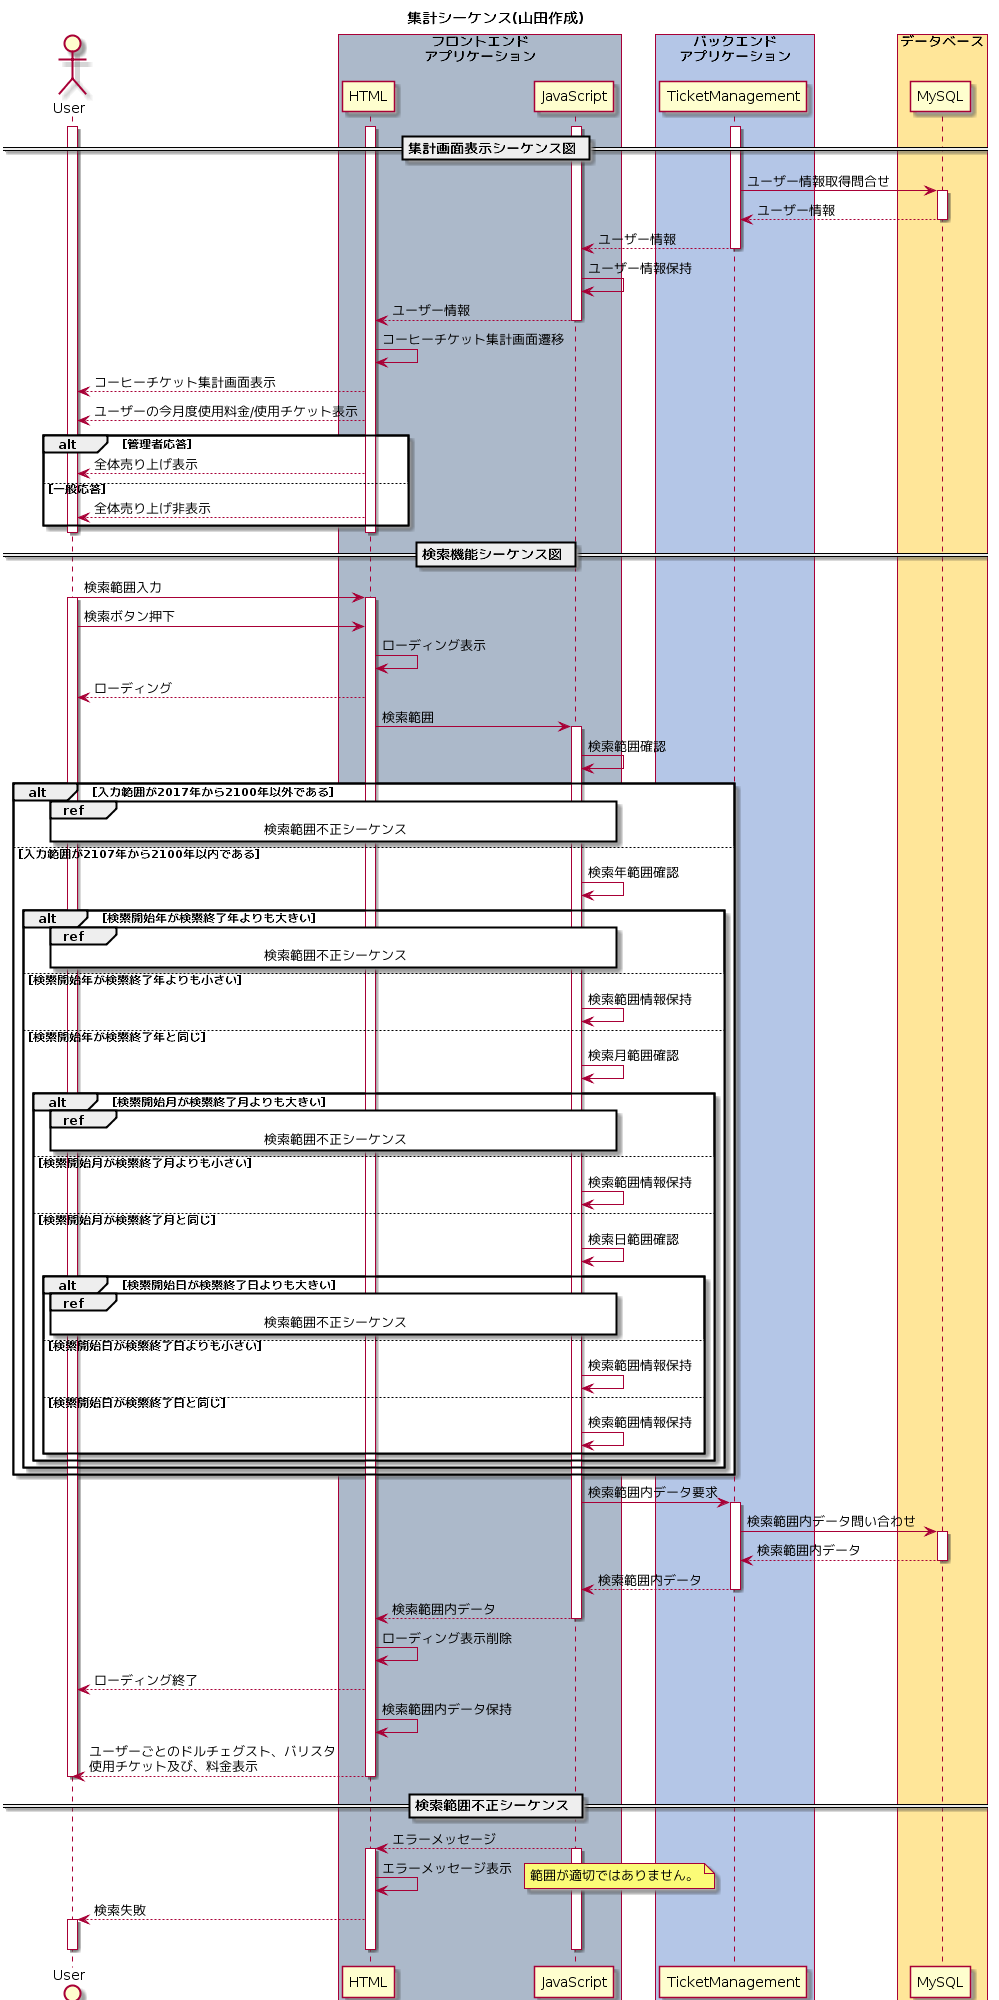 集計シーケンス(山田作成)
フロントエンド
アプリケーション
バックエンド
アプリケーション
データベース
User
HTML
JavaScript
TicketManagement
MySQL
集計画面表示シーケンス図
ユーザー情報取得問合せ
ユーザー情報
ユーザー情報
ユーザー情報保持
ユーザー情報
コーヒーチケット集計画面遷移
コーヒーチケット集計画面表示
ユーザーの今月度使用料金/使用チケット表示
alt [管理者応答]
全体売り上げ表示
[一般応答]
全体売り上げ非表示
検索機能シーケンス図
検索範囲入力
検索ボタン押下
ローディング表示
ローディング
検索範囲
検索範囲確認
alt [入力範囲が2017年から2100年以外である]
ref
検索範囲不正シーケンス
[入力範囲が2107年から2100年以内である]
検索年範囲確認
alt [検索開始年が検索終了年よりも大きい]
ref
検索範囲不正シーケンス
[検索開始年が検索終了年よりも小さい]
検索範囲情報保持
[検索開始年が検索終了年と同じ]
検索月範囲確認
alt [検索開始月が検索終了月よりも大きい]
ref
検索範囲不正シーケンス
[検索開始月が検索終了月よりも小さい]
検索範囲情報保持
[検索開始月が検索終了月と同じ]
検索日範囲確認
alt [検索開始日が検索終了日よりも大きい]
ref
検索範囲不正シーケンス
[検索開始日が検索終了日よりも小さい]
検索範囲情報保持
[検索開始日が検索終了日と同じ]
検索範囲情報保持
検索範囲内データ要求
検索範囲内データ問い合わせ
検索範囲内データ
検索範囲内データ
検索範囲内データ
ローディング表示削除
ローディング終了
検索範囲内データ保持
ユーザーごとのドルチェグスト、バリスタ
使用チケット及び、料金表示
検索範囲不正シーケンス
エラーメッセージ
エラーメッセージ表示
範囲が適切ではありません。
検索失敗
User
HTML
JavaScript
TicketManagement
MySQL